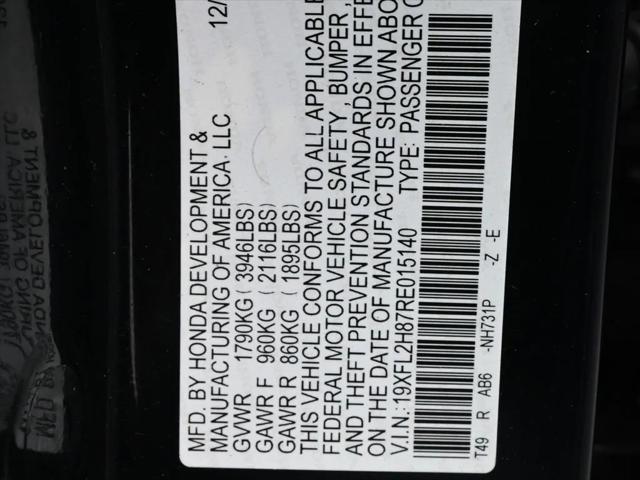 MFD. BY HONDA DEVELOPMENT & 12/
MANUFACTURING OF AMERICA, LLC
GVWR 1790KG (3946LBS)
GAWR F 960KG (2116LBS)
GAWR R 860KG (1895LBS)
THIS VEHICLE CONFORMS TO ALL APPLICABLE
FEDERAL MOTOR VEHICLE SAFETY, BUMPER,
AND THEFT PREVENTION STANDARDS IN EFFE
ON THE DATE OF MANUFACTURE SHOWN ABO
V.I.N.: 19XFL2H87RE015140 TYPE: PASSENGER C
T49 R AB6 -NH731P -Z -E